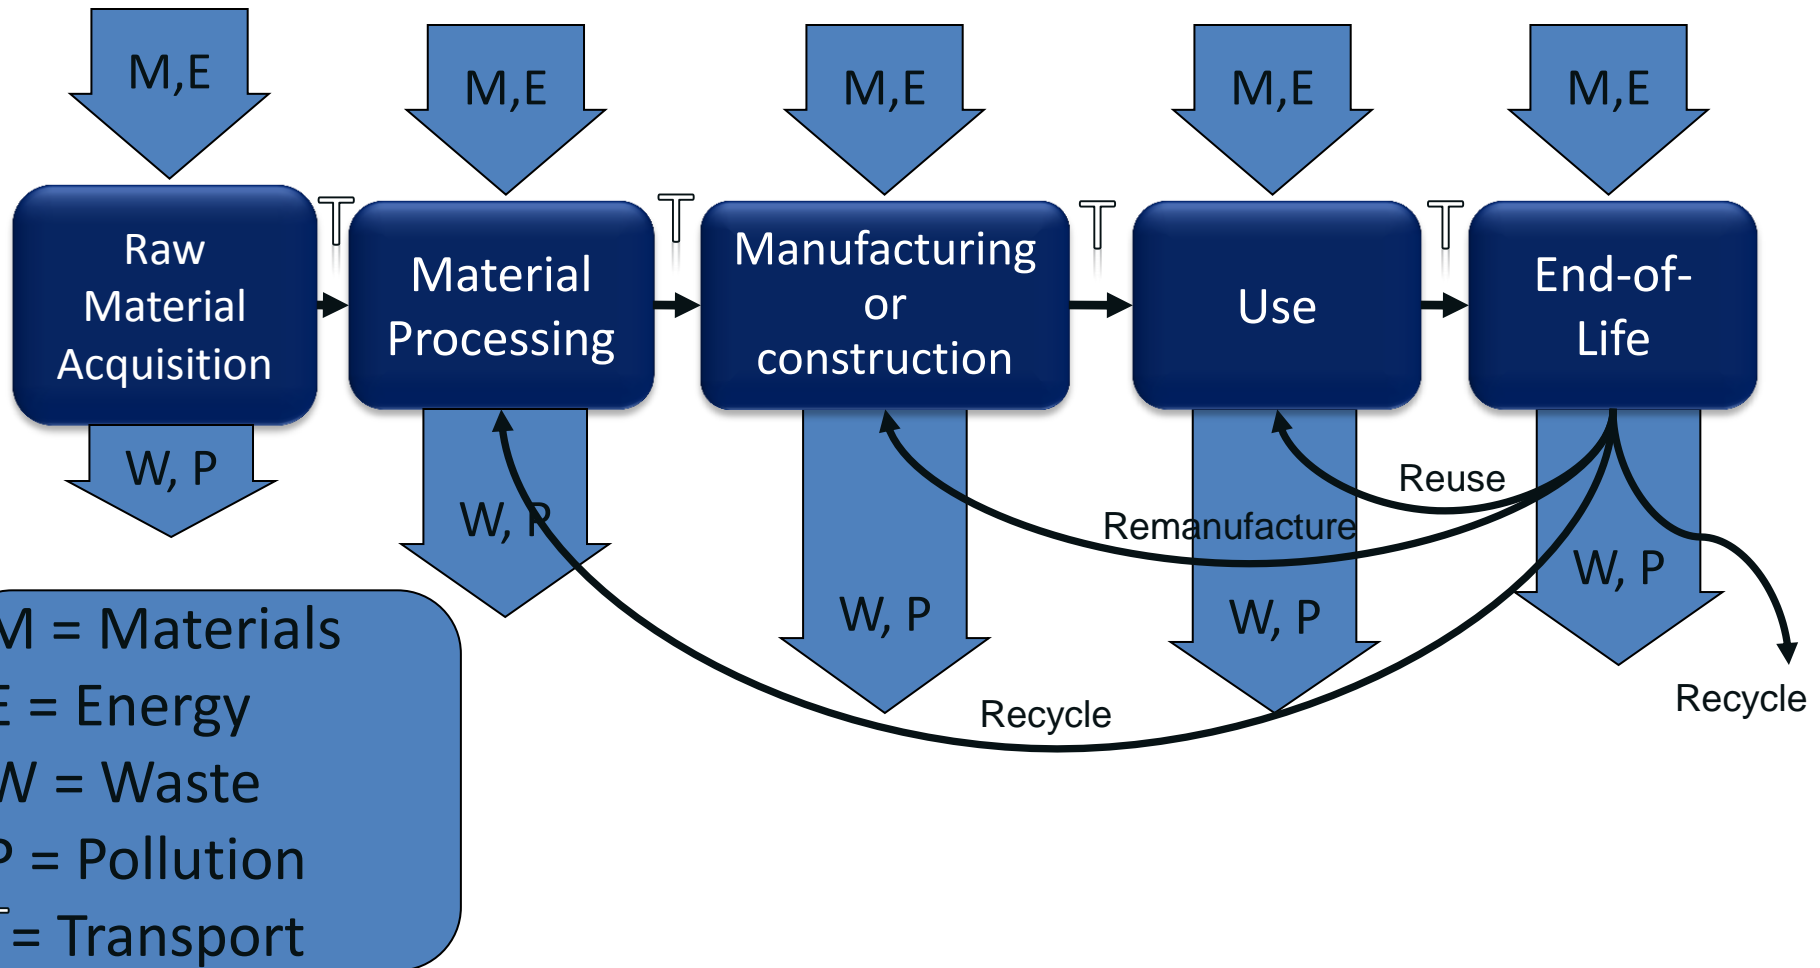 M,E
M,E
M,E
M,E
M,E
Raw
Material
Acquisition
T
Material
Processing
T
Manufacturing
or
construction
T
Use
T
End-of-
Life
W, P
W, P
W, P
W, P
W, P
Reuse
Remanufacture
Recycle
Recycle
M = Materials
E = Energy
W = Waste
P = Pollution
T = Transport